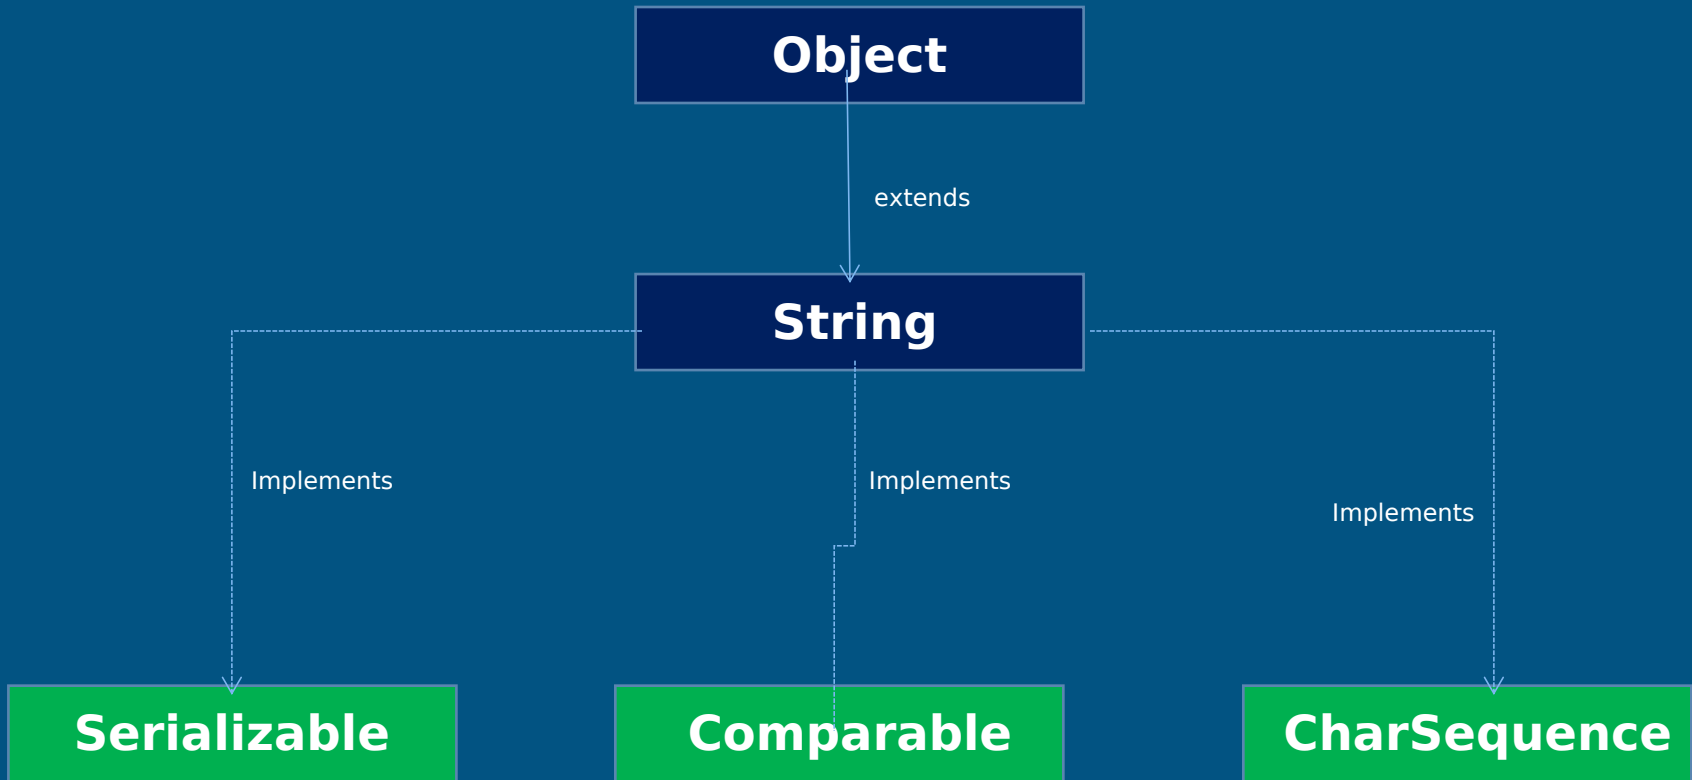 Object
extends
String
Implements
Implements
Implements
Serializable
Comparable
CharSequence